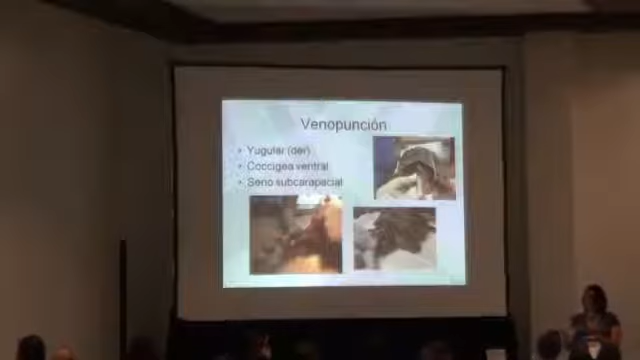 Venopunción
• Yugular (der)
• Coccigea ventral
• Seno subcarapacial